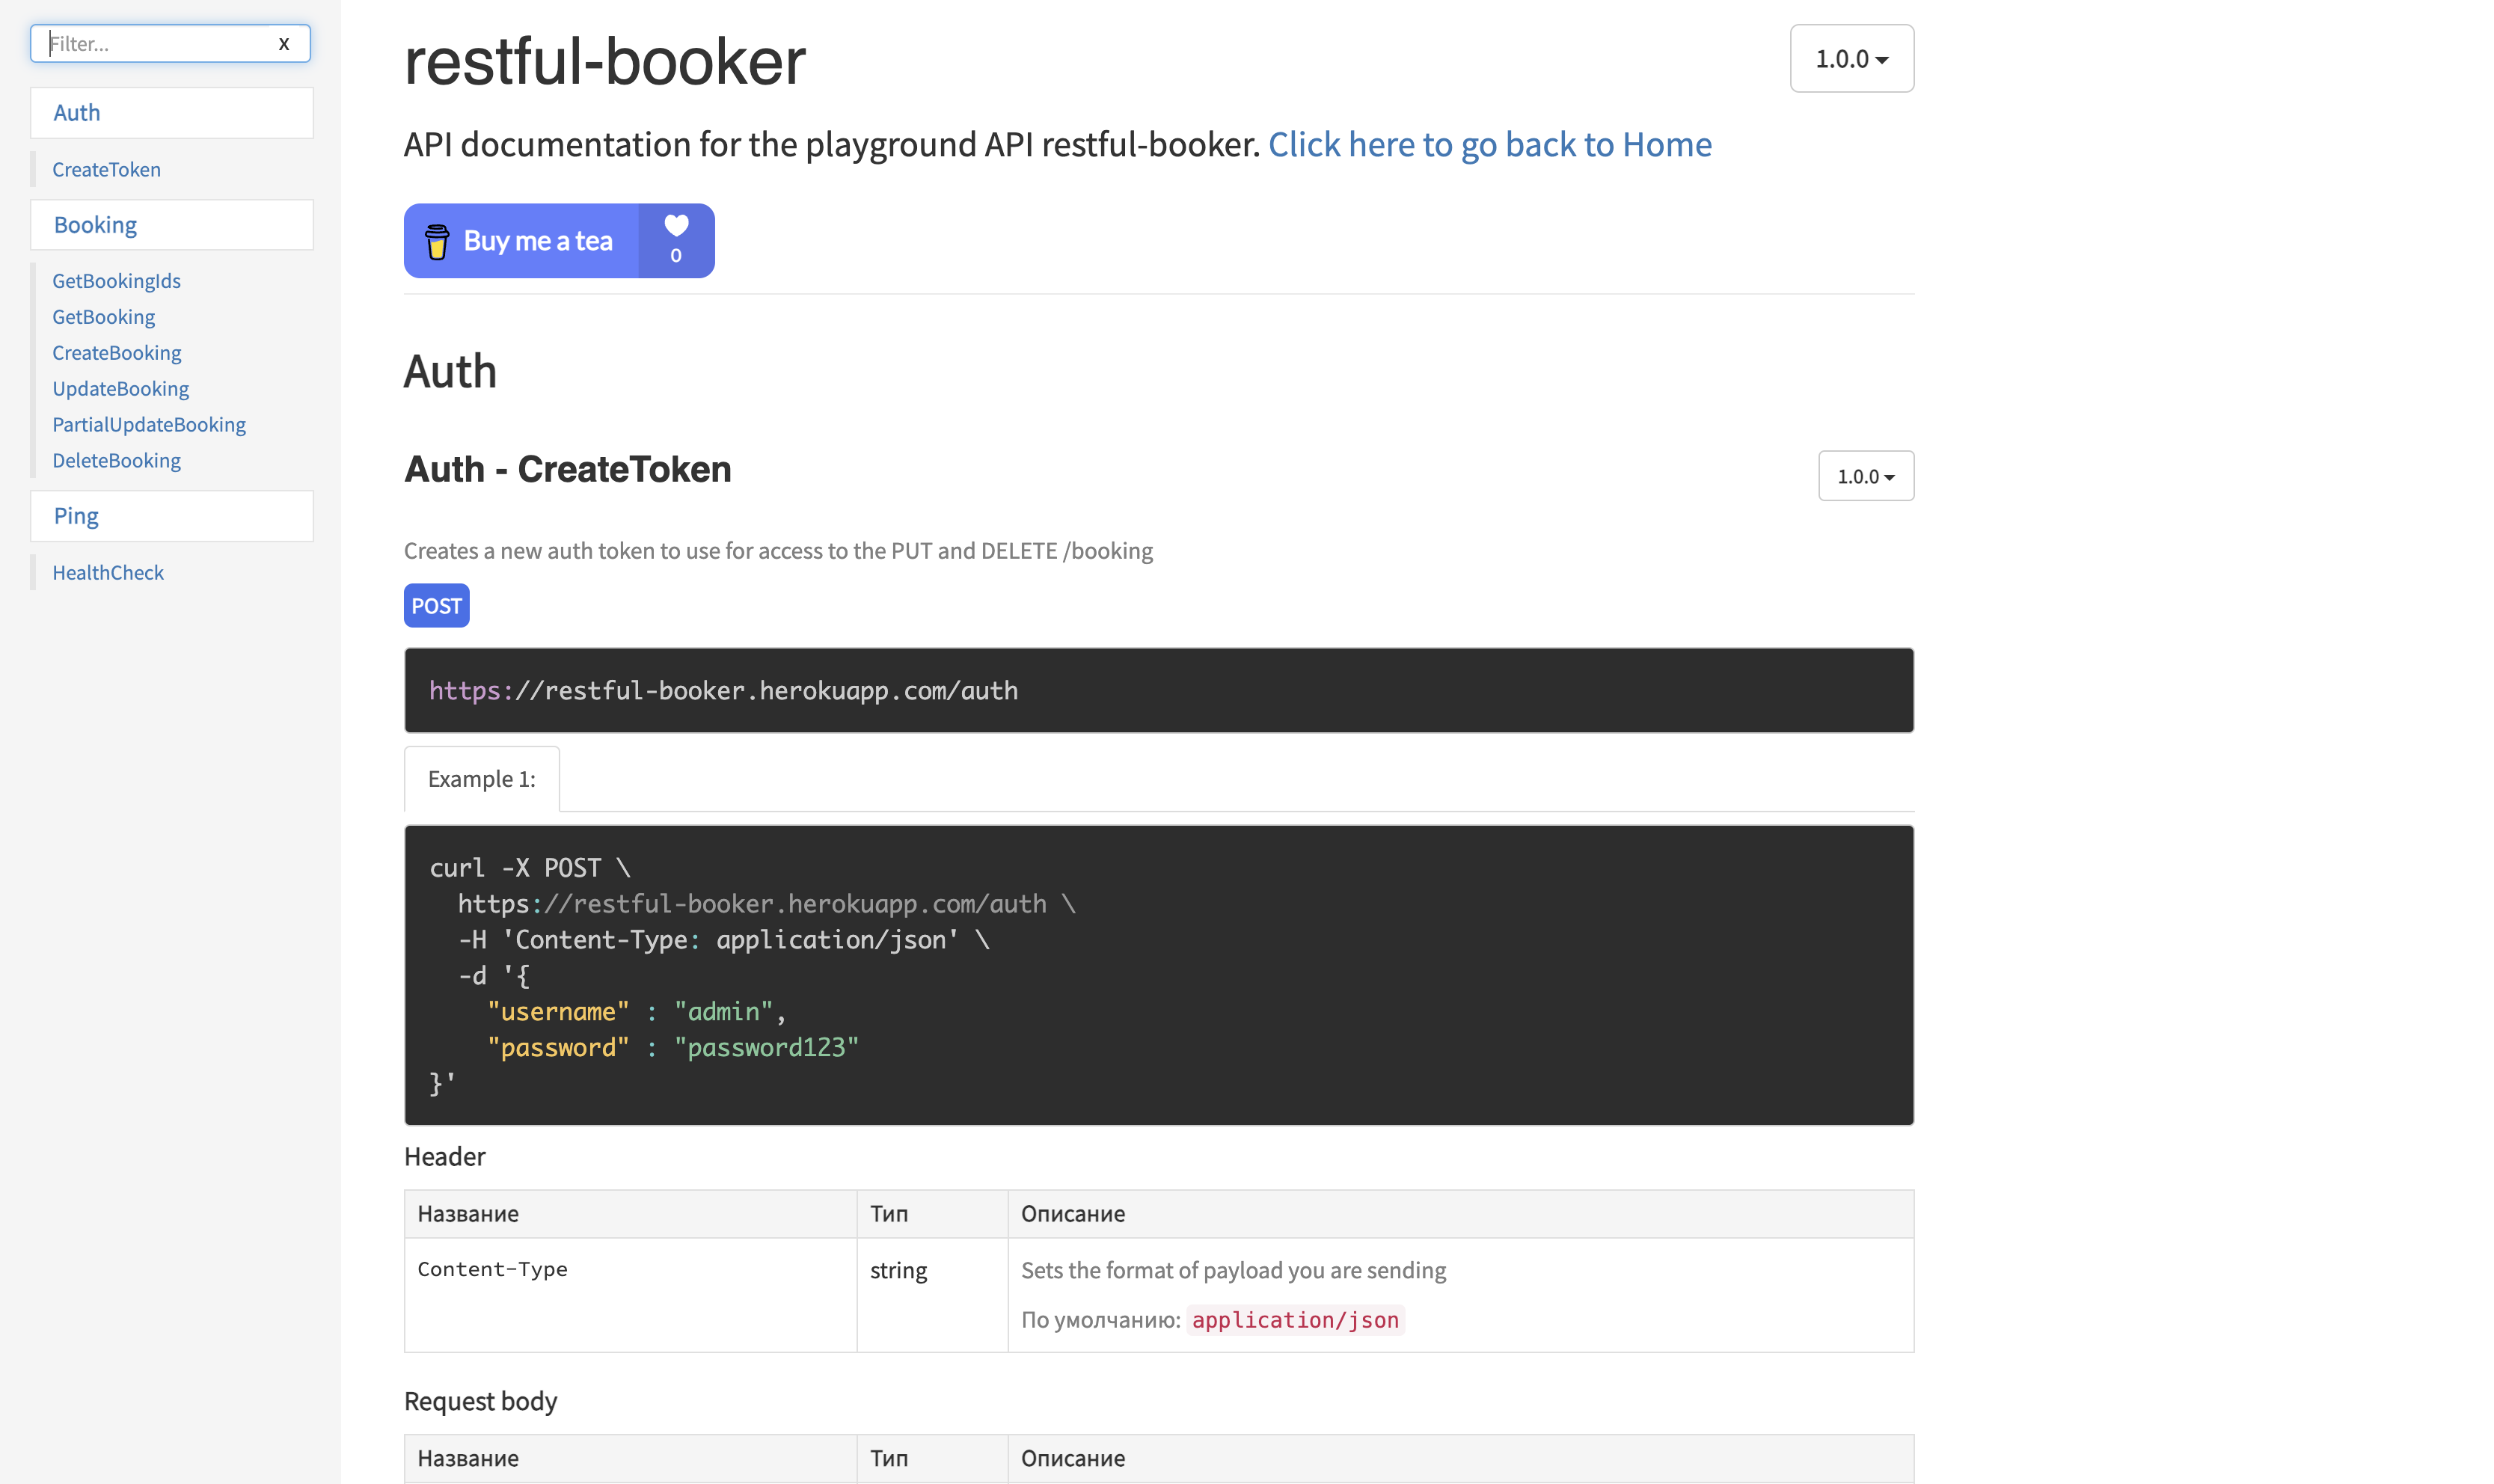 Filter...
x
Auth
CreateToken
Booking
GetBookingIds
GetBooking
CreateBooking
UpdateBooking
PartialUpdateBooking
DeleteBooking
Ping
HealthCheck
restful-booker
1.0.0
API documentation for the playground API restful-booker. Click here to go back to Home
Buy me a tea
0
Auth
Auth - CreateToken
1.0.0
Creates a new auth token to use for access to the PUT and DELETE /booking
POST
https://restful-booker.herokuapp.com/auth
Example 1:
curl -X POST \
  https://restful-booker.herokuapp.com/auth \
  -H 'Content-Type: application/json' \
  -d '{
    "username" : "admin",
    "password" : "password123"
}'
Header
Название Тип Описание
Content-Type string Sets the format of payload you are sending
По умолчанию: application/json
Request body
Название Тип Описание